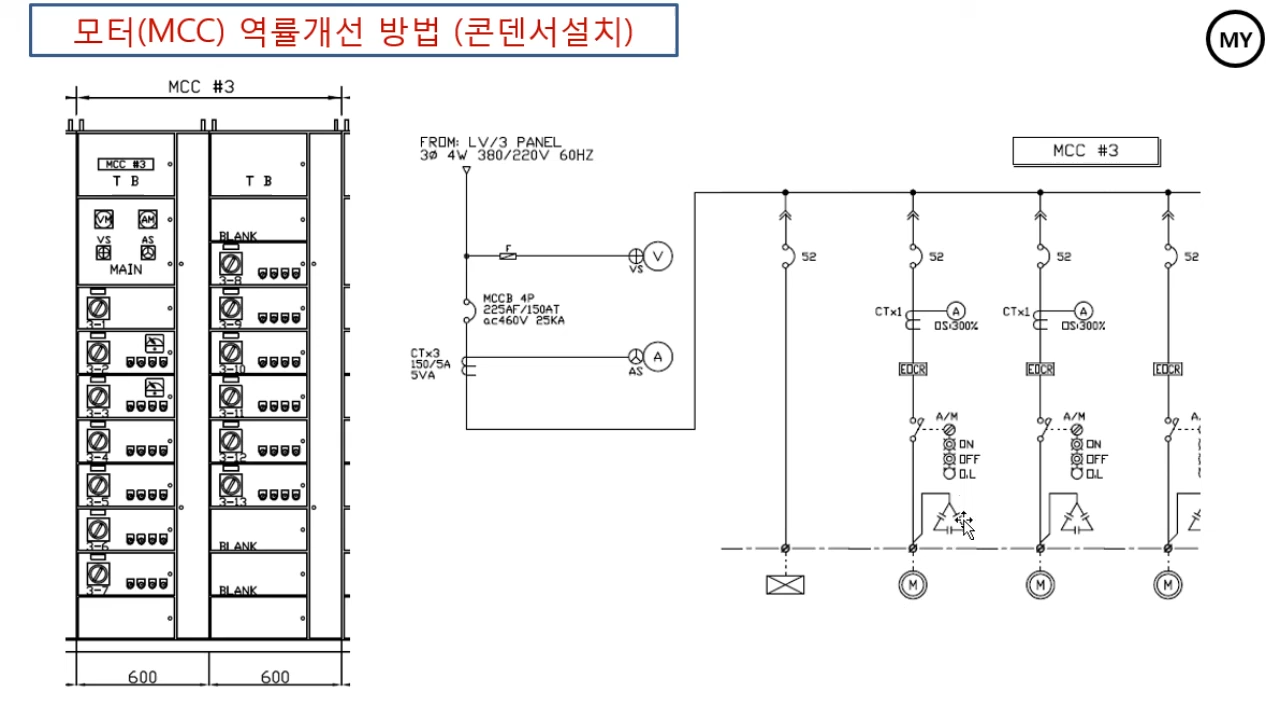 모터(MCC) 역률개선 방법 (콘덴서설치)
MY
MCC #3
MCC #3
T B
T B
VM
AM
VS
AS
MAIN
BLANK
3-8
3-1
3-9
3-2
3-10
3-3
3-11
3-4
3-12
3-5
3-13
3-6
BLANK
3-7
BLANK
600
600
FROM: LV/3 PANEL
3Ø 4W 380/220V 60HZ
F
VS
V
MCCB 4P
225AF/150AT
ac460V 25KA
CTx3
150/5A
5VA
AS
A
MCC #3
52
52
52
52
CTx1
A
OS:300%
CTx1
A
OS:300%
EOCR
EOCR
EOCR
A/M
ON
OFF
O.L
A/M
ON
OFF
O.L
M
M
M